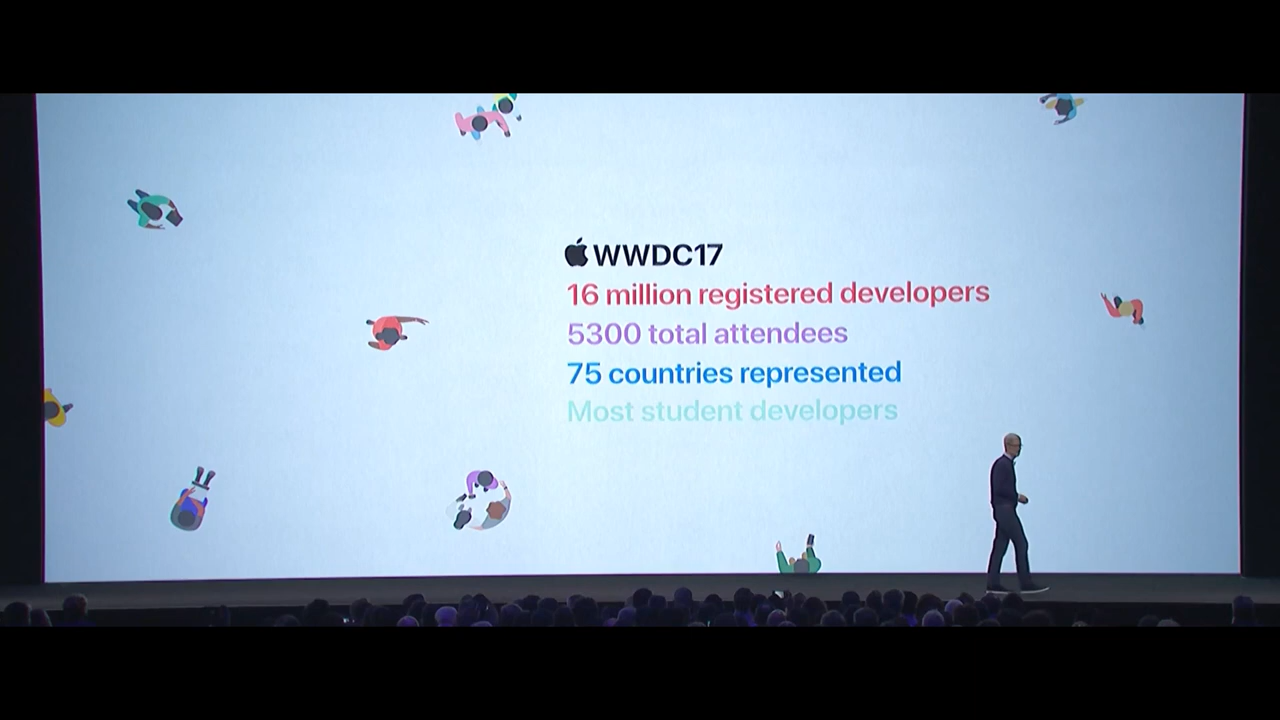 WWDC17
16 million registered developers
5300 total attendees
75 countries represented
Most student developers